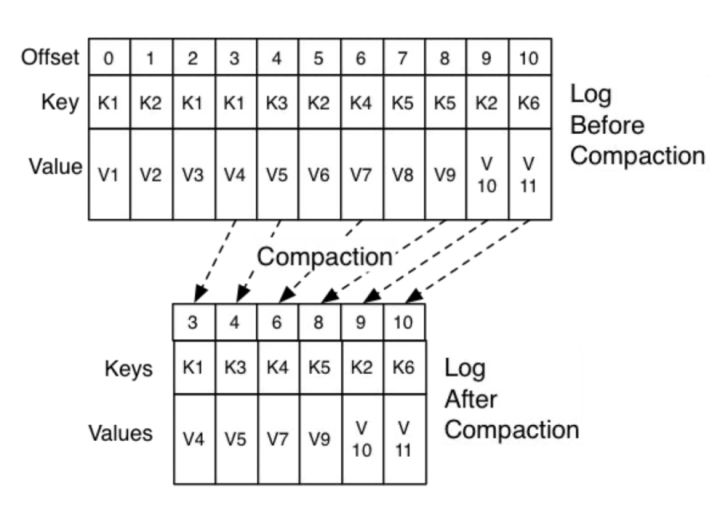 Offset 0 1 2 3 4 5 6 7 8 9 10
Key K1 K2 K1 K1 K3 K2 K4 K5 K5 K2 K6
Value V1 V2 V3 V4 V5 V6 V7 V8 V9 V 10 V 11
Log
Before
Compaction
Compaction
3 4 6 8 9 10
Keys K1 K3 K4 K5 K2 K6
Values V4 V5 V7 V9 V 10 V 11
Log
After
Compaction